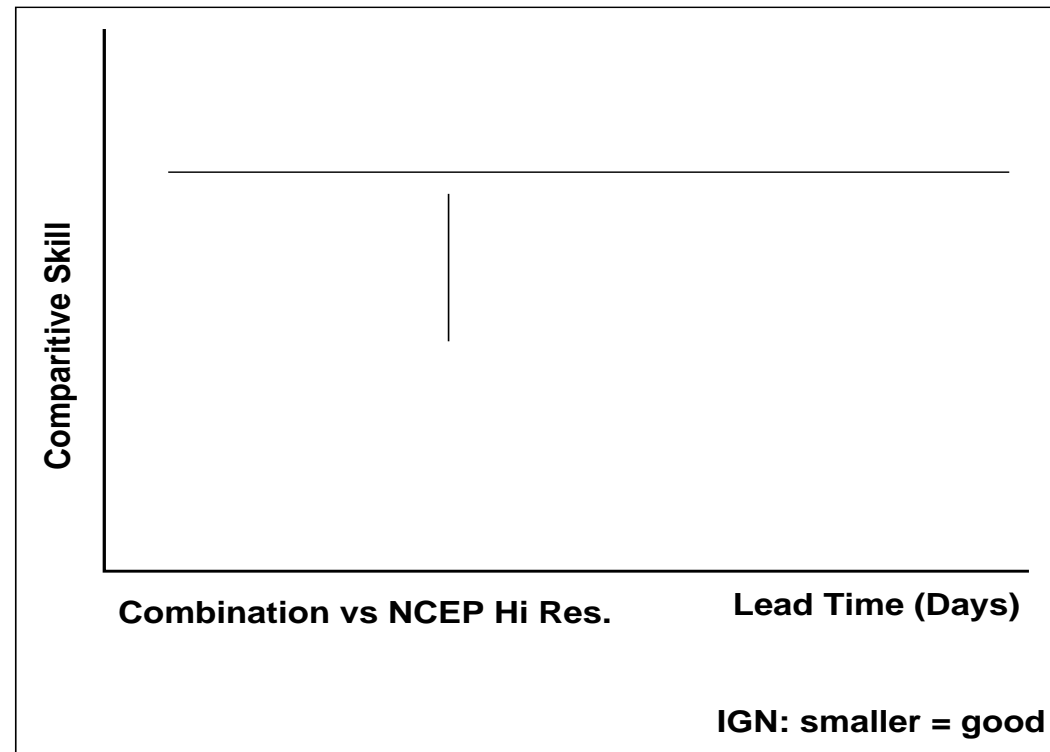 Comparitive Skill
Combination vs NCEP Hi Res.
Lead Time (Days)
IGN: smaller = good